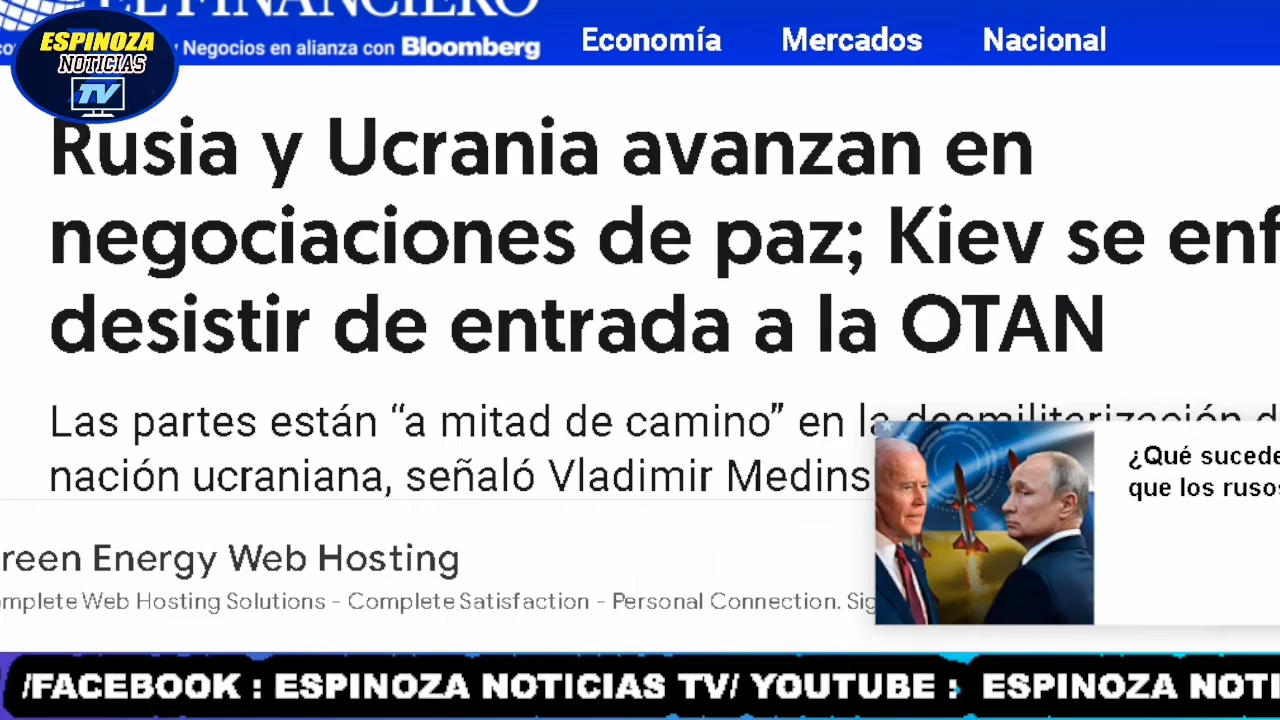 EL FINANCIERO
ESPINOZA
NOTICIAS
TV
y Negocios en alianza con Bloomberg
Economía Mercados Nacional
Rusia y Ucrania avanzan en
negociaciones de paz; Kiev se enf
desistir de entrada a la OTAN
Las partes están “a mitad de camino” en la desmilitarización d
nación ucraniana, señaló Vladimir Medins
¿Qué sucede
que los rusos
reen Energy Web Hosting
omplete Web Hosting Solutions - Complete Satisfaction - Personal Connection. Sig
/FACEBOOK : ESPINOZA NOTICIAS TV/ YOUTUBE : ESPINOZA NOTI